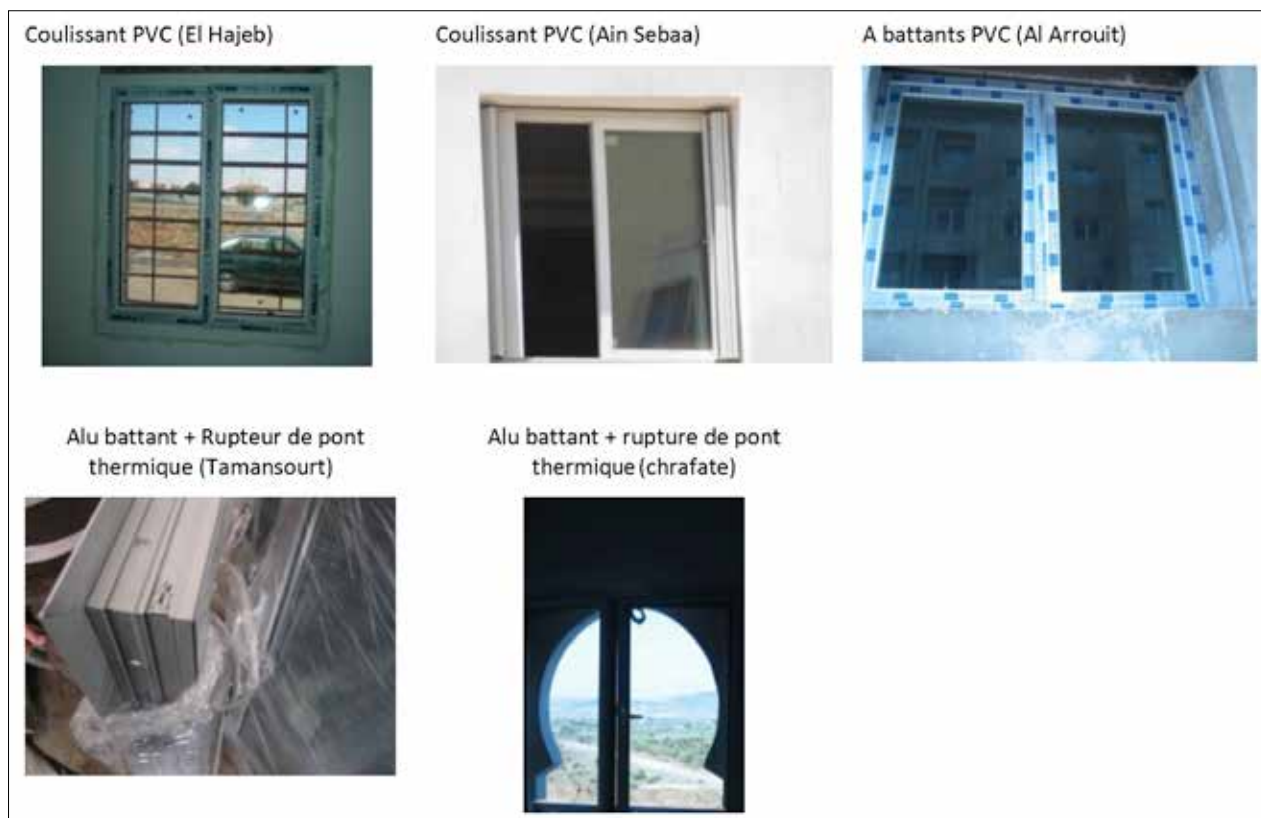 Coulissant PVC (El Hajeb)
Coulissant PVC (Ain Sebaa)
A battants PVC (Al Arrouit)
Alu battant + Rupteur de pont
thermique (Tamansourt)
Alu battant + rupture de pont
thermique (chrafate)